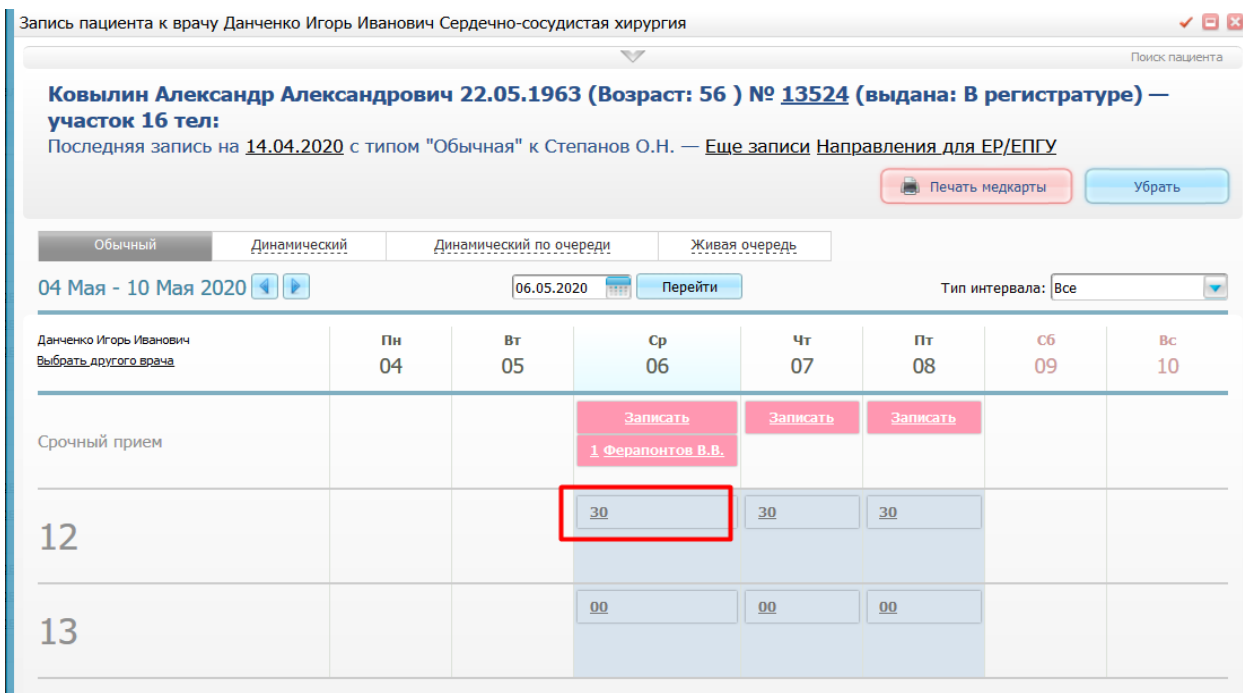 Запись пациента к врачу Данченко Игорь Иванович Сердечно-сосудистая хирургия
Поиск пациента
Ковылин Александр Александрович 22.05.1963 (Возраст: 56 ) № 13524 (выдана: В регистратуре) —
участок 16 тел:
Последняя запись на 14.04.2020 с типом "Обычная" к Степанов О.Н. — Еще записи Направления для ЕР/ЕПГУ
Печать медкарты Убрать
Обычный Динамический Динамический по очереди Живая очередь
04 Мая - 10 Мая 2020 06.05.2020 Перейти Тип интервала: Все
Данченко Игорь Иванович Пн Вт Ср Чт Пт Сб Вс
Выбрать другого врача 04 05 06 07 08 09 10
Записать Записать Записать
Срочный прием
1 Ферапонтов В.В.
30 30 30
12
00 00 00
13